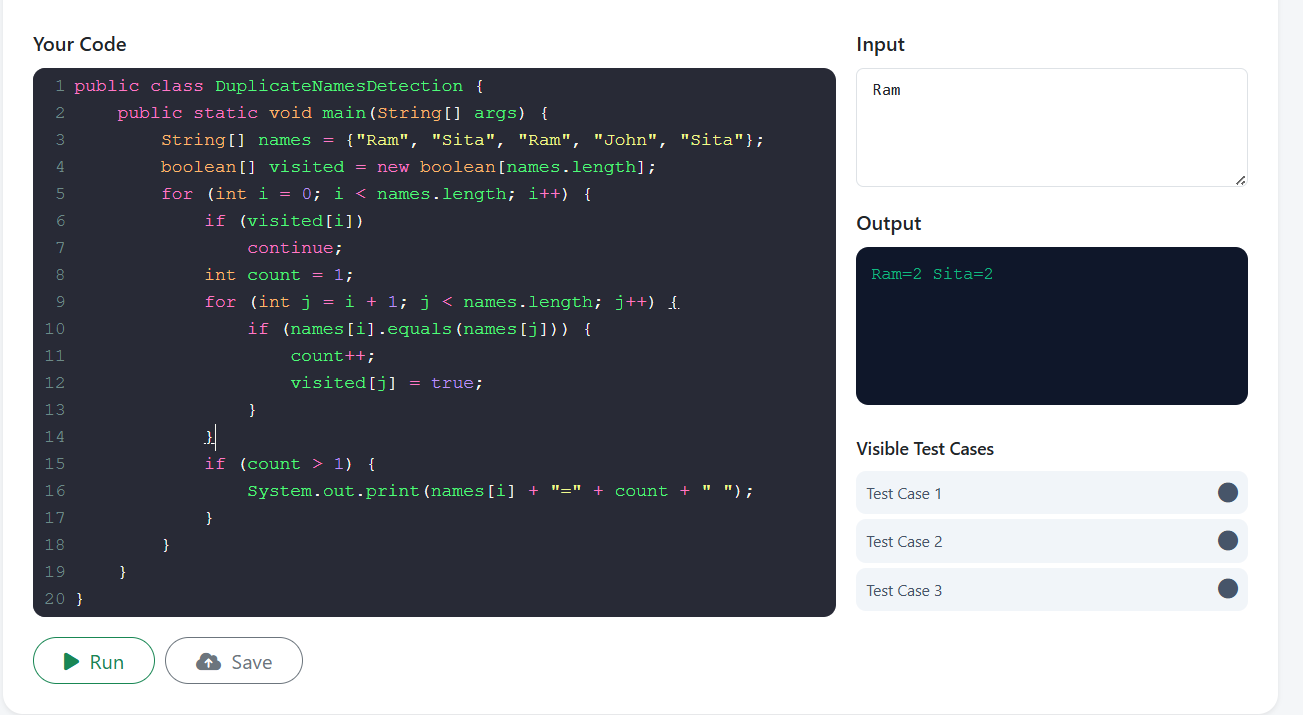 Your Code
1 public class DuplicateNamesDetection {
2     public static void main(String[] args) {
3         String[] names = {"Ram", "Sita", "Ram", "John", "Sita"};
4         boolean[] visited = new boolean[names.length];
5         for (int i = 0; i < names.length; i++) {
6             if (visited[i])
7                 continue;
8             int count = 1;
9             for (int j = i + 1; j < names.length; j++) {
10                 if (names[i].equals(names[j])) {
11                     count++;
12                     visited[j] = true;
13                 }
14             }
15             if (count > 1) {
16                 System.out.print(names[i] + "=" + count + " ");
17             }
18         }
19     }
20 }
Run
Save
Input
Ram
Output
Ram=2 Sita=2
Visible Test Cases
Test Case 1
Test Case 2
Test Case 3